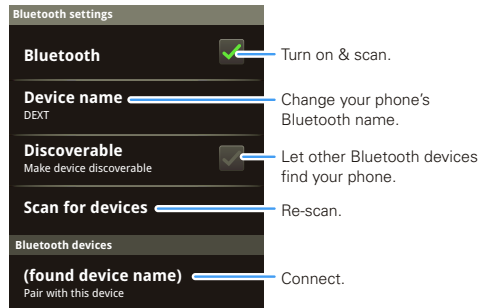 Bluetooth settings
Bluetooth
Turn on & scan.
Device name
DEXT
Change your phone's
Bluetooth name.
Discoverable
Make device discoverable
Let other Bluetooth devices
find your phone.
Scan for devices
Re-scan.
Bluetooth devices
(found device name)
Pair with this device
Connect.